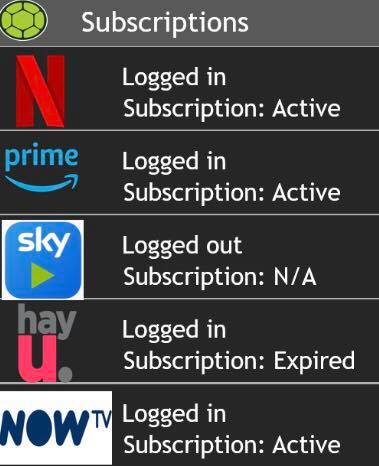 Subscriptions
N
Logged in
Subscription: Active
prime
Logged in
Subscription: Active
sky
Logged out
Subscription: N/A
hay
u.
Logged in
Subscription: Expired
NOW TV
Logged in
Subscription: Active